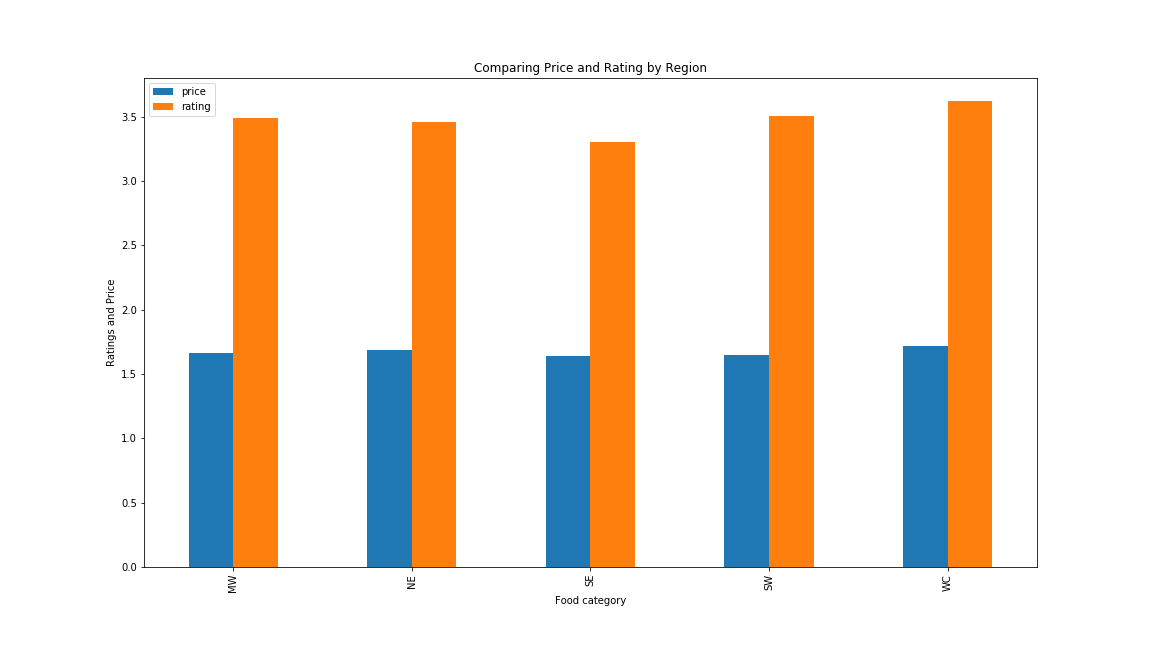 Comparing Price and Rating by Region
price
rating
3.5
3.0
2.5
2.0
1.5
1.0
0.5
0.0
Ratings and Price
MW
NE
SE
SW
WC
Food category